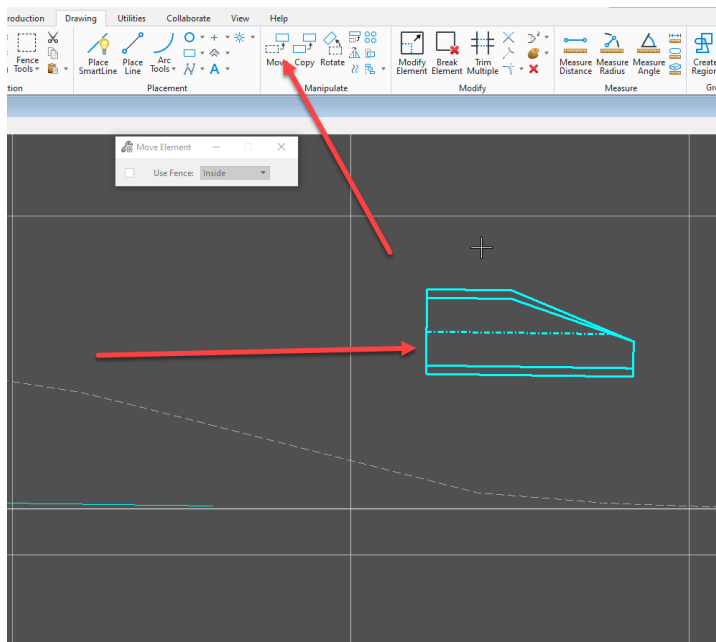 roduction Drawing Utilities Collaborate View Help
Fence
Tools
Place
SmartLine
Place
Line
Arc
Tools
A
Move Copy Rotate
Modify
Element
Break
Element
Trim
Multiple
Measure
Distance
Measure
Radius
Measure
Angle
Create
Region
tion Placement Manipulate Modify Measure Gr
Move Element
Use Fence: Inside